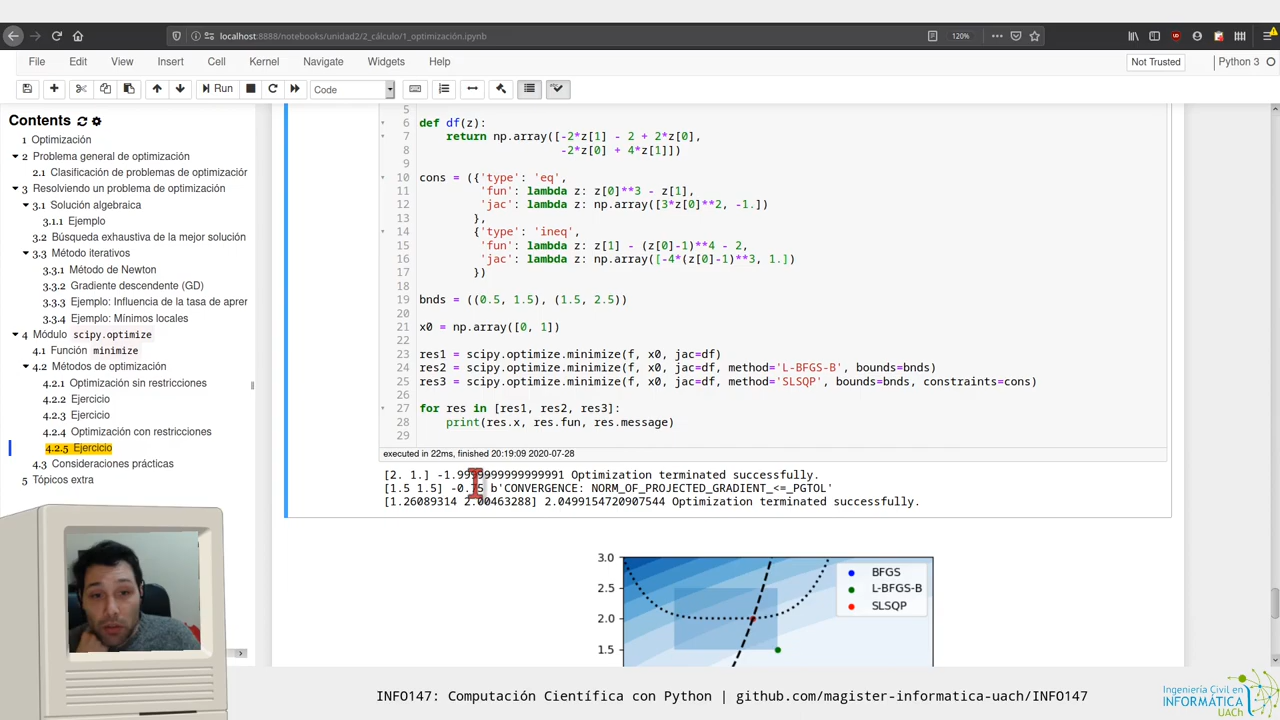 localhost:8888/notebooks/unidad2/2_cálculo/1_optimización.ipynb
120%
File Edit View Insert Cell Kernel Navigate Widgets Help
Not Trusted
Python 3
Run
Code
Contents
1 Optimización
2 Problema general de optimización
2.1 Clasificación de problemas de optimizaciór
3 Resolviendo un problema de optimización
3.1 Solución algebraica
3.1.1 Ejemplo
3.2 Búsqueda exhaustiva de la mejor solución
3.3 Método iterativos
3.3.1 Método de Newton
3.3.2 Gradiente descendente (GD)
3.3.3 Ejemplo: Influencia de la tasa de aprer
3.3.4 Ejemplo: Mínimos locales
4 Módulo scipy.optimize
4.1 Función minimize
4.2 Métodos de optimización
4.2.1 Optimización sin restricciones
4.2.2 Ejercicio
4.2.3 Ejercicio
4.2.4 Optimización con restricciones
4.2.5 Ejercicio
4.3 Consideraciones prácticas
5 Tópicos extra
5
6 def df(z):
7 return np.array([-2*z[1] - 2 + 2*z[0],
8 -2*z[0] + 4*z[1]])
9
10 cons = ({'type': 'eq',
11 'fun': lambda z: z[0]**3 - z[1],
12 'jac': lambda z: np.array([3*z[0]**2, -1.])
13 },
14 {'type': 'ineq',
15 'fun': lambda z: z[1] - (z[0]-1)**4 - 2,
16 'jac': lambda z: np.array([-4*(z[0]-1)**3, 1.])
17 })
18
19 bnds = ((0.5, 1.5), (1.5, 2.5))
20
21 x0 = np.array([0, 1])
22
23 res1 = scipy.optimize.minimize(f, x0, jac=df)
24 res2 = scipy.optimize.minimize(f, x0, jac=df, method='L-BFGS-B', bounds=bnds)
25 res3 = scipy.optimize.minimize(f, x0, jac=df, method='SLSQP', bounds=bnds, constraints=cons)
26
27 for res in [res1, res2, res3]:
28 print(res.x, res.fun, res.message)
29
executed in 22ms, finished 20:19:09 2020-07-28
[2. 1.] -1.9999999999999991 Optimization terminated successfully.
[1.5 1.5] b'CONVERGENCE: NORM_OF_PROJECTED_GRADIENT_<=_PGTOL'
[1.26089314 2.00463288] 2.0499154720907544 Optimization terminated successfully.
3.0
2.5
2.0
1.5
BFGS
L-BFGS-B
SLSQP
INFO147: Computación Científica con Python | github.com/magister-informatica-uach/INFO147
Ingeniería Civil en
INFORMÁTICA
UACh